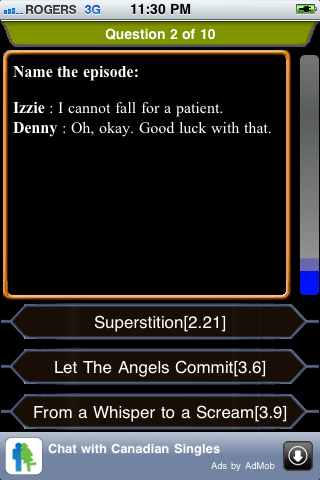 ROGERS 3G 11:30 PM
Question 2 of 10
Name the episode:
Izzie : I cannot fall for a patient.
Denny : Oh, okay. Good luck with that.
Superstition[2.21]
Let The Angels Commit[3.6]
From a Whisper to a Scream[3.9]
Chat with Canadian Singles
Ads by AdMob